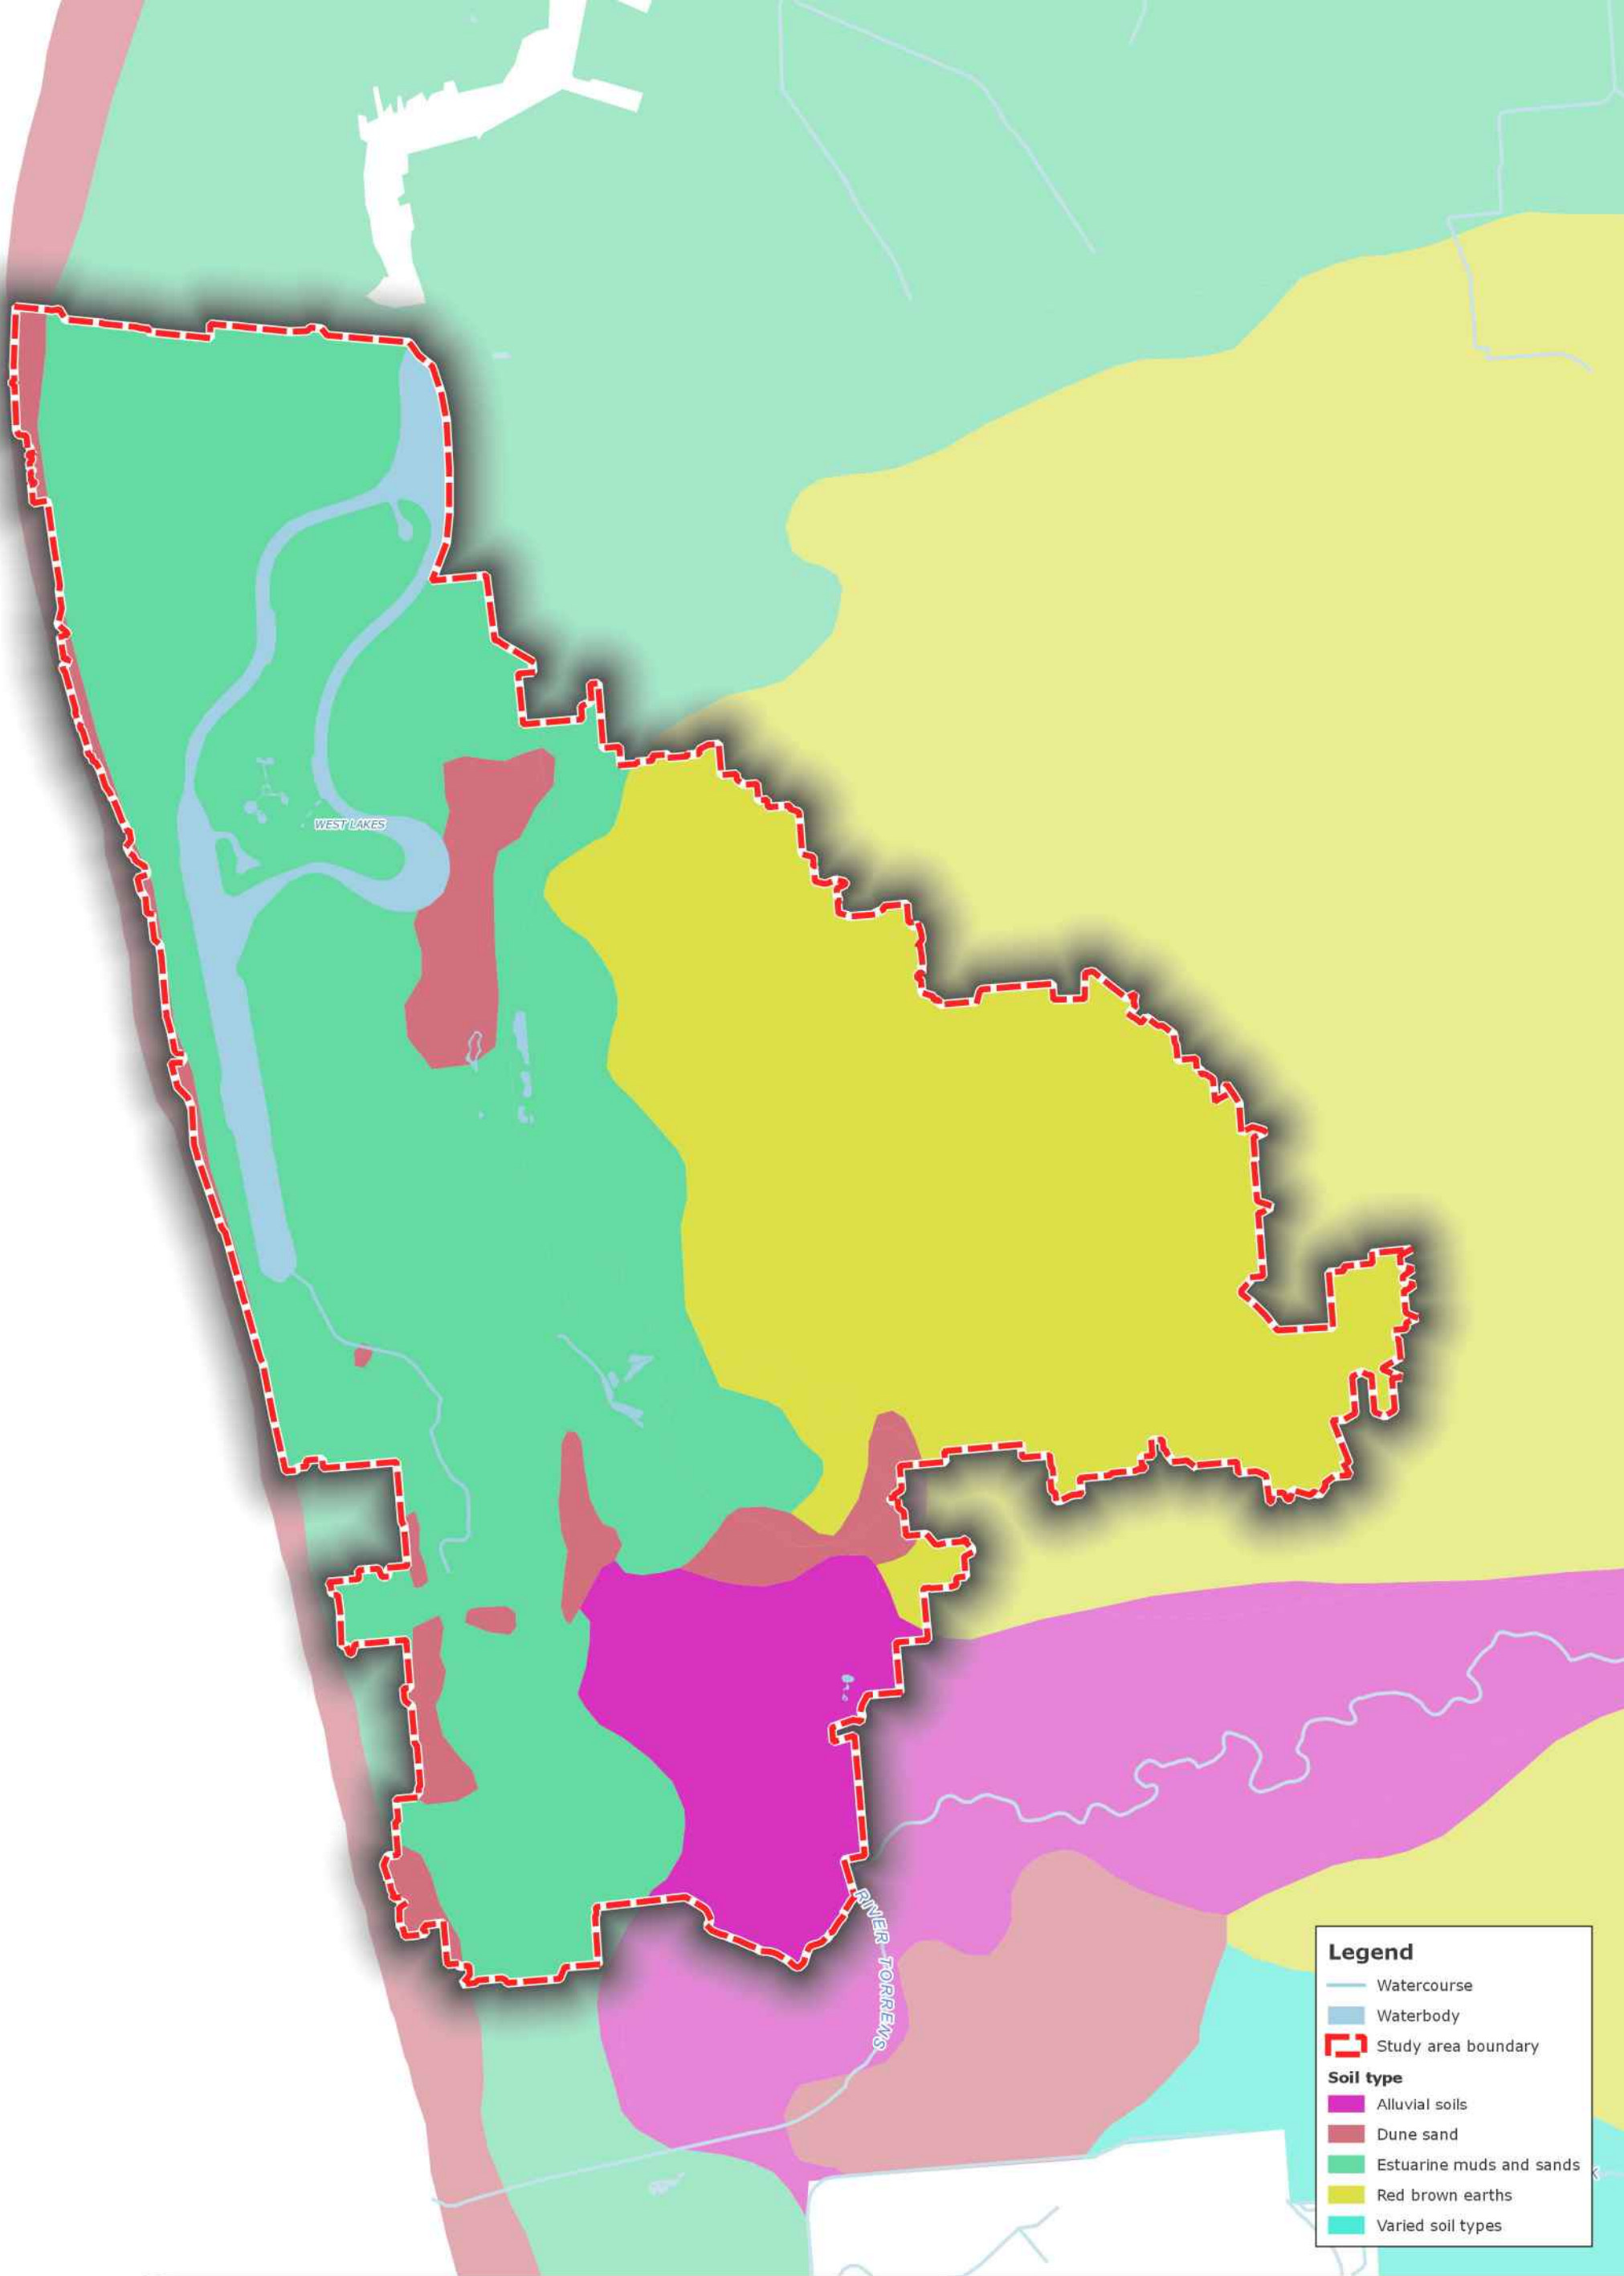 WEST LAKES
RIVER TORRENS
Legend
Watercourse
Waterbody
Study area boundary
Soil type
Alluvial soils
Dune sand
Estuarine muds and sands
Red brown earths
Varied soil types